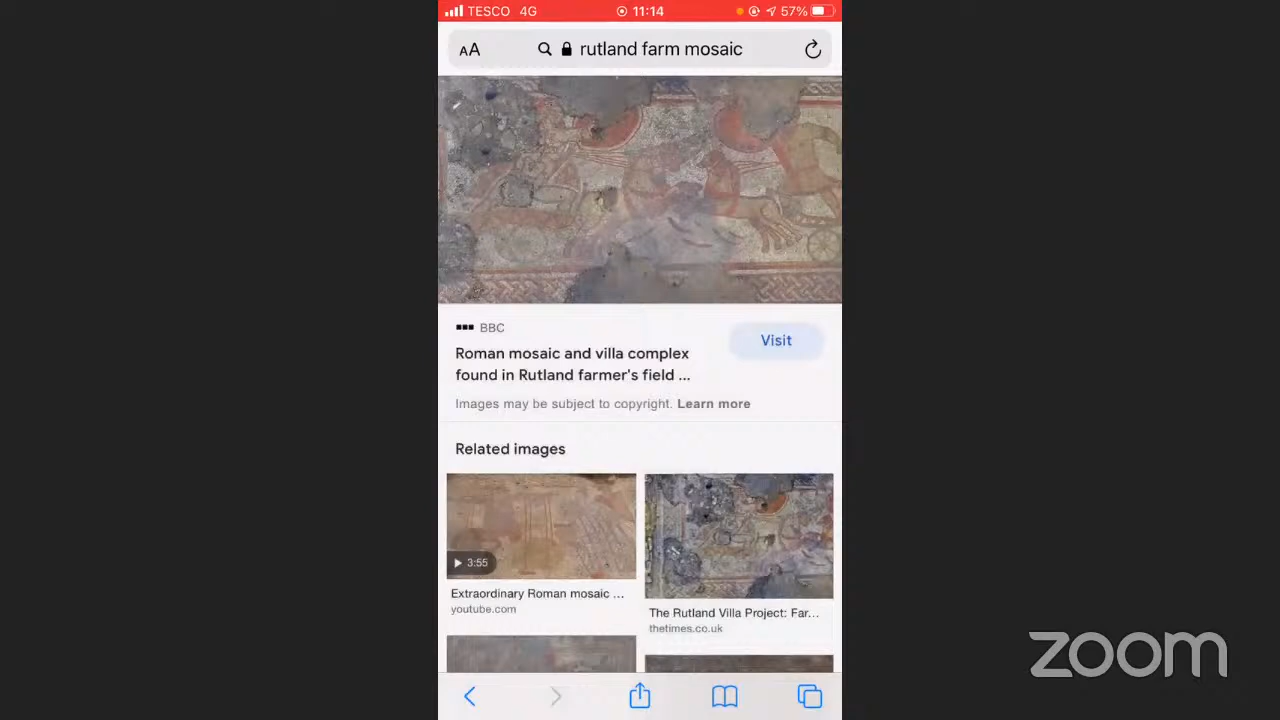 TESCO 4G 11:14 57%
AA rutland farm mosaic
BBC
Visit
Roman mosaic and villa complex
found in Rutland farmer's field ...
Images may be subject to copyright. Learn more
Related images
3:55
Extraordinary Roman mosaic ...
youtube.com
The Rutland Villa Project: Far...
thetimes.co.uk
zoom